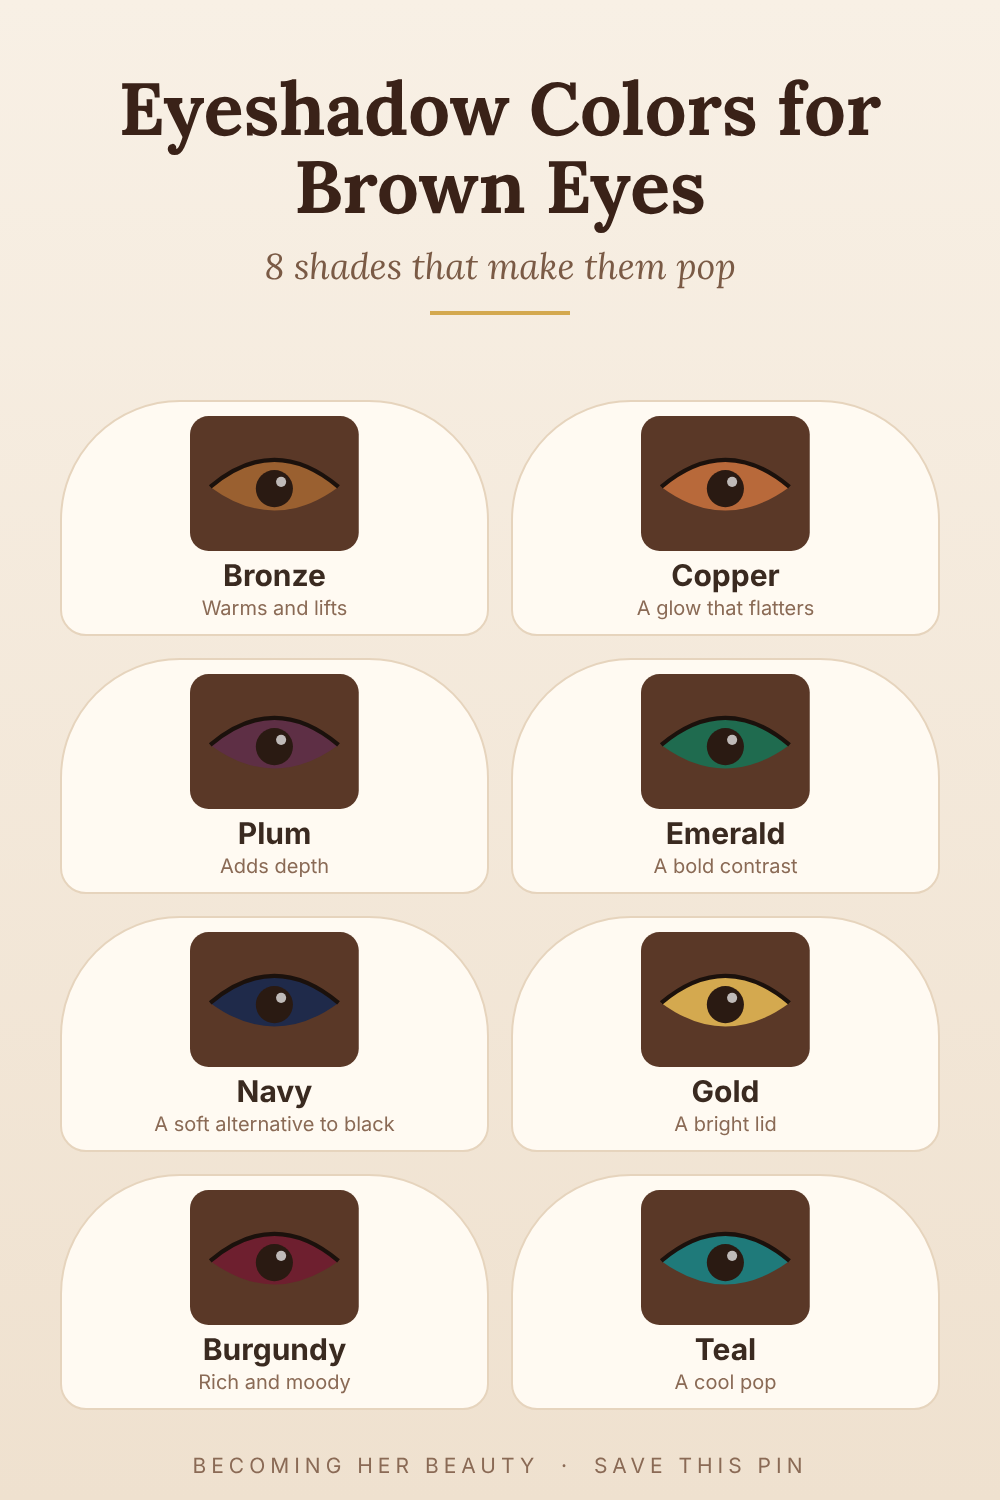 Eyeshadow Colors for
Brown Eyes
8 shades that make them pop
Bronze
Warms and lifts
Copper
A glow that flatters
Plum
Adds depth
Emerald
A bold contrast
Navy
A soft alternative to black
Gold
A bright lid
Burgundy
Rich and moody
Teal
A cool pop
BECOMING HER BEAUTY · SAVE THIS PIN